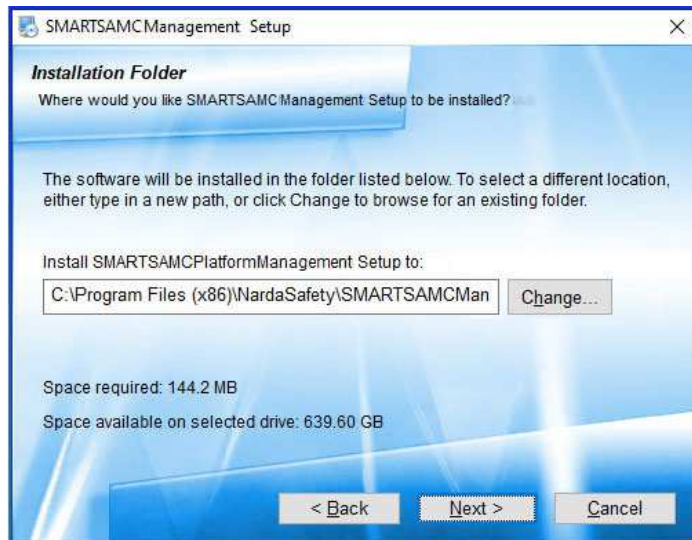 SMARTSAMCManagement Setup
Installation Folder
Where would you like SMARTSAMCManagement Setup to be installed?
The software will be installed in the folder listed below. To select a different location,
either type in a new path, or click Change to browse for an existing folder.
Install SMARTSAMCPlatformManagement Setup to:
C:\Program Files (x86)\NardaSafety\SMARTSAMCMan
Change...
Space required: 144.2 MB
Space available on selected drive: 639.60 GB
< Back
Next >
Cancel